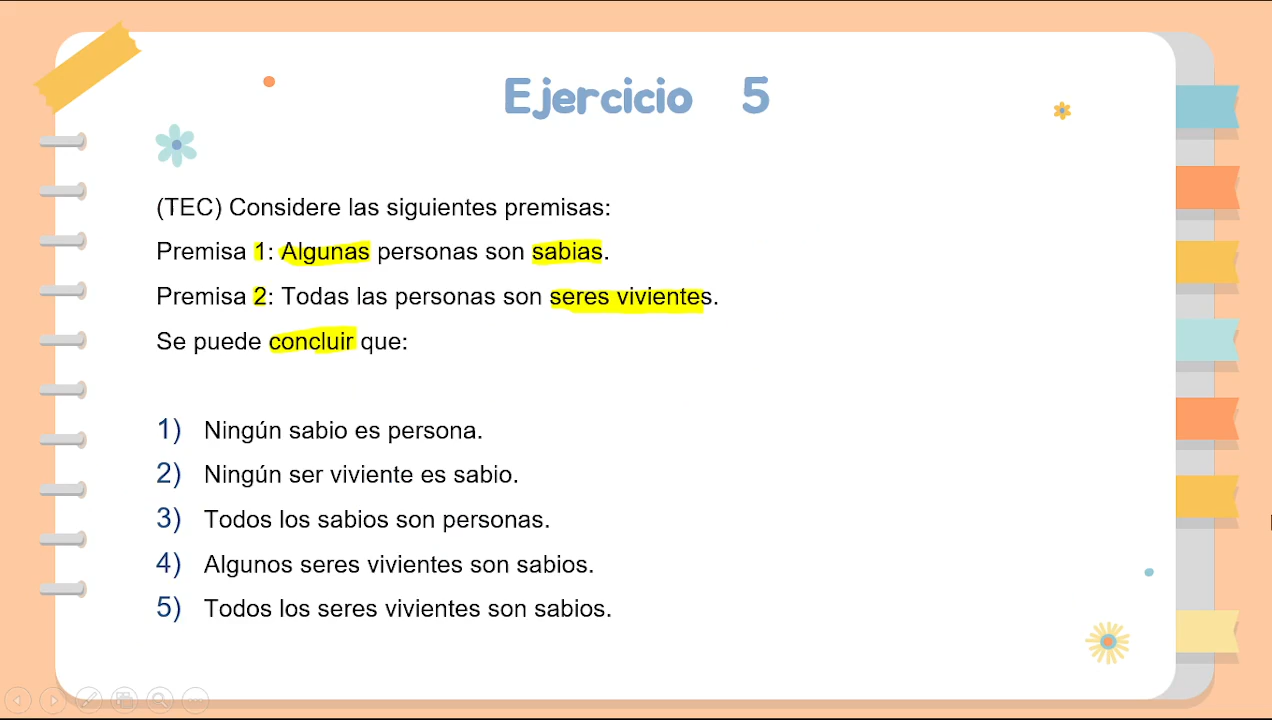 Ejercicio 5
(TEC) Considere las siguientes premisas:
Premisa 1: Algunas personas son sabias.
Premisa 2: Todas las personas son seres vivientes.
Se puede concluir que:
1) Ningún sabio es persona.
2) Ningún ser viviente es sabio.
3) Todos los sabios son personas.
4) Algunos seres vivientes son sabios.
5) Todos los seres vivientes son sabios.